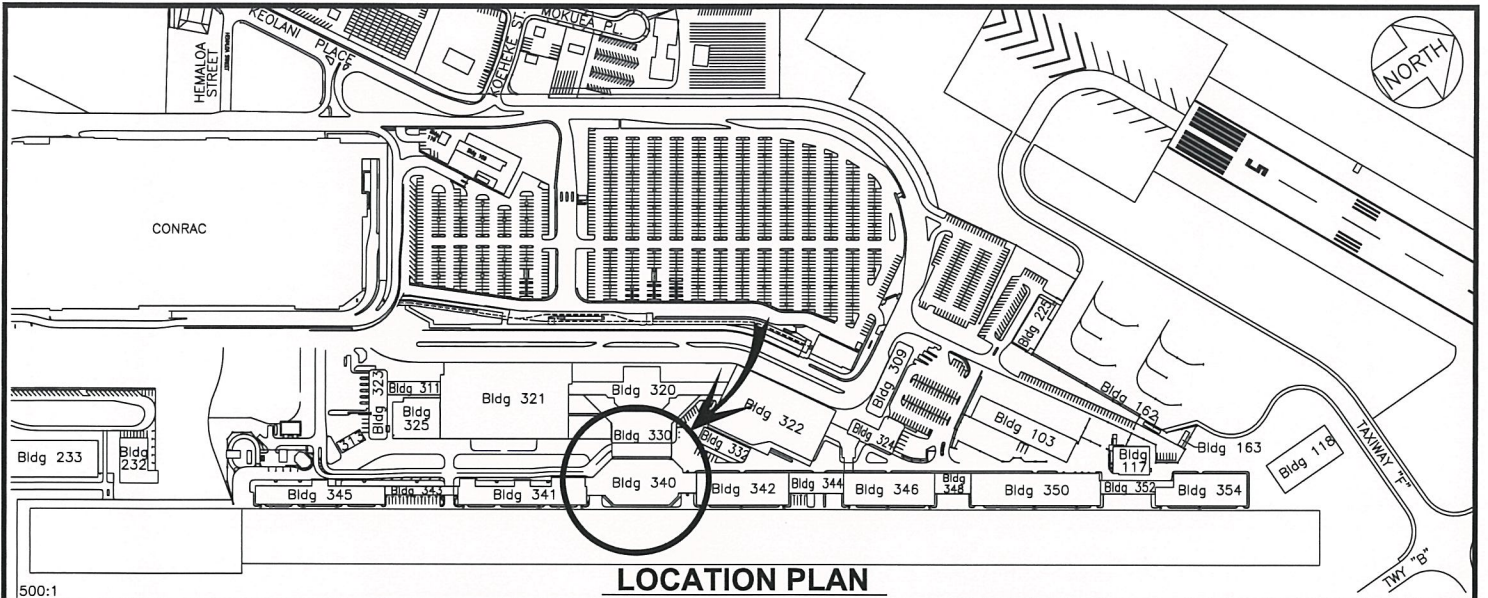 KEOLANI PLACE
MOKUEA PL.
KOEHEKE ST.
HEMALOA
STREET
HEMALOA STREET
NORTH
5
CONRAC
Bldg 225
Bldg 309
Bldg 323
Bldg 311
Bldg 321
Bldg 320
Bldg
325
Bldg 322
Bldg 162
Bldg 103
Bldg 163
Bldg 118
TAXIWAY "F"
313
Bldg 330
Bldg 332
Bldg 324
Bldg
117
Bldg 233
Bldg
232
Bldg 345
Bldg 343
Bldg 341
Bldg 340
Bldg 342
Bldg 344
Bldg 346
Bldg
348
Bldg 350
Bldg 352
Bldg 354
TWY "B"
LOCATION PLAN
500:1